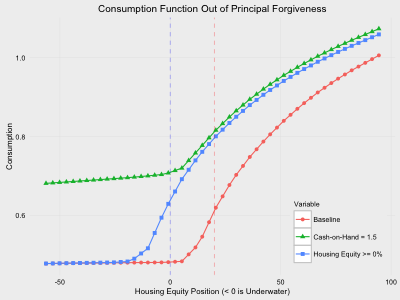 Consumption Function Out of Principal Forgiveness
Consumption
1.0
0.8
0.6
-50
0
50
100
Housing Equity Position (< 0 is Underwater)
Variable
Baseline
Cash-on-Hand = 1.5
Housing Equity >= 0%